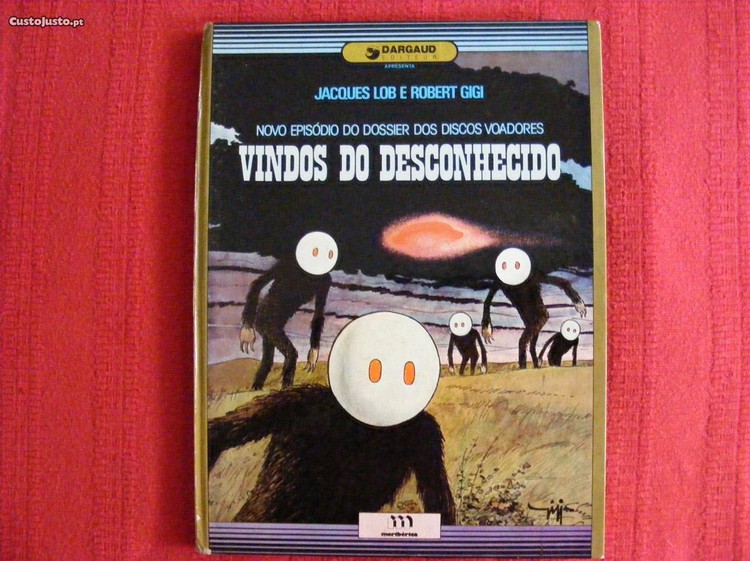 CustoJusto.pt
DARGAUD
EDITEUR
APRESENTA
JACQUES LOB E ROBERT GIGI
NOVO EPISÓDIO DO DOSSIER DOS DISCOS VOADORES
VINDOS DO DESCONHECIDO
meribérica